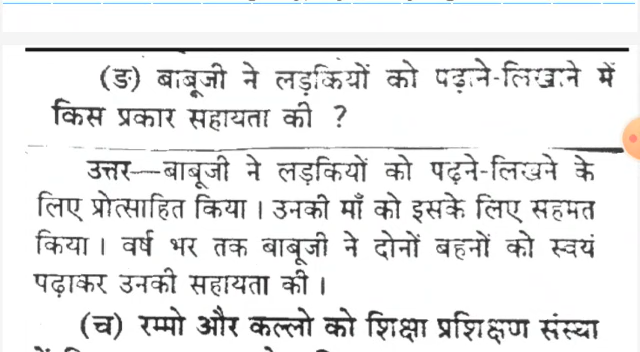 (ङ) बाबूजी ने लड़कियों को पढ़ाने-लिखाने में
किस प्रकार सहायता की ?
उत्तर—बाबूजी ने लड़कियों को पढ़ने-लिखने के
लिए प्रोत्साहित किया । उनकी माँ को इसके लिए सहमत
किया । वर्ष भर तक बाबूजी ने दोनों बहनों को स्वयं
पढ़ाकर उनकी सहायता की ।
(च) रम्मो और कल्लो को शिक्षा प्रशिक्षण संस्था